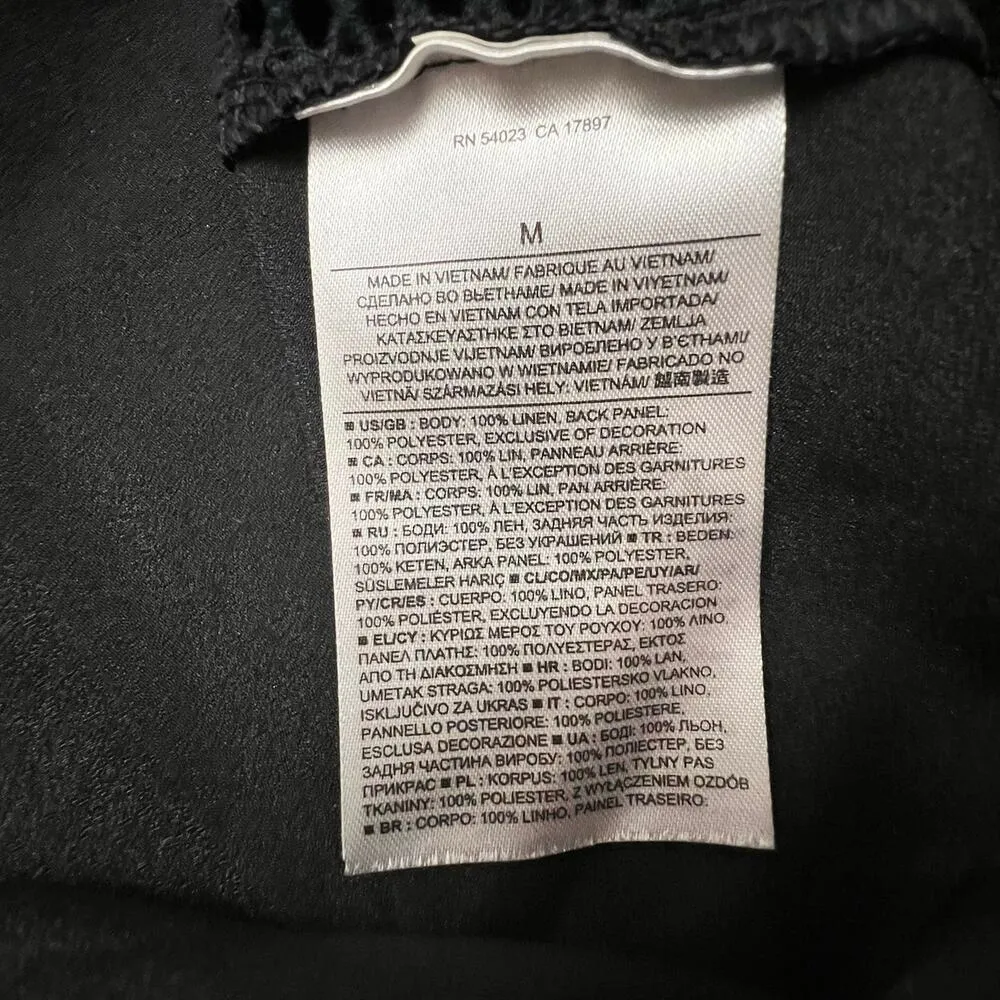 RN 54023 CA 17897
M
MADE IN VIETNAM/ FABRIQUE AU VIETNAM/
СДЕЛАНО ВО ВЬЕТНАМЕ/ MADE IN VIYETNAM/
HECHO EN VIETNAM CON TELA IMPORTADA/
ΚΑΤΑΣΚΕΥΑΣΤΗΚΕ ΣΤΟ ΒΙΕΤΝΑΜ/ ZEMLJA
PROIZVODNJE VIJETNAM/ ВИРОБЛЕНО У В'ЄТНАМІ/
WYPRODUKOWANO W WIETNAMIE/ FABRICADO NO
VIETNÃ/ SZÁRMAZÁSI HELY: VIETNÁM/ 越南製造
US/GB : BODY: 100% LINEN, BACK PANEL:
100% POLYESTER, EXCLUSIVE OF DECORATION
CA : CORPS: 100% LIN, PANNEAU ARRIÈRE:
100% POLYESTER, À L'EXCEPTION DES GARNITURES
FR/MA : CORPS: 100% LIN, PAN ARRIÈRE:
100% POLYESTER, À L'EXCEPTION DES GARNITURES
RU : БОДИ: 100% ЛЕН, ЗАДНЯЯ ЧАСТЬ ИЗДЕЛИЯ:
100% ПОЛИЭСТЕР, БЕЗ УКРАШЕНИЙ TR : BEDEN:
100% KETEN, ARKA PANEL: 100% POLYESTER,
SÜSLEMELER HARİÇ CL/CO/MX/PA/PE/UY/AR/
PY/CR/ES : CUERPO: 100% LINO, PANEL TRASERO:
100% POLIÉSTER, EXCLUYENDO LA DECORACION
EL/CY : ΚΥΡΙΩΣ ΜΕΡΟΣ ΤΟΥ ΡΟΥΧΟΥ: 100% ΛΙΝΟ,
ΠΑΝΕΛ ΠΛΑΤΗΣ: 100% ΠΟΛΥΕΣΤΕΡΑΣ, ΕΚΤΟΣ
ΑΠΟ ΤΗ ΔΙΑΚΟΣΜΗΣΗ HR : BODI: 100% LAN,
UMETAK STRAGA: 100% POLIESTERSKO VLAKNO,
ISKLJUČIVO ZA UKRAS IT : CORPO: 100% LINO,
PANNELLO POSTERIORE: 100% POLIESTERE,
ESCLUSA DECORAZIONE UA : БОДІ: 100% ЛЬОН,
ЗАДНЯ ЧАСТИНА ВИРОБУ: 100% ПОЛІЕСТЕР, БЕЗ
ПРИКРАС PL : KORPUS: 100% LEN, TYLNY PAS
TKANINY: 100% POLIESTER, Z WYŁĄCZENIEM OZDÓB
BR : CORPO: 100% LINHO, PAINEL TRASEIRO: